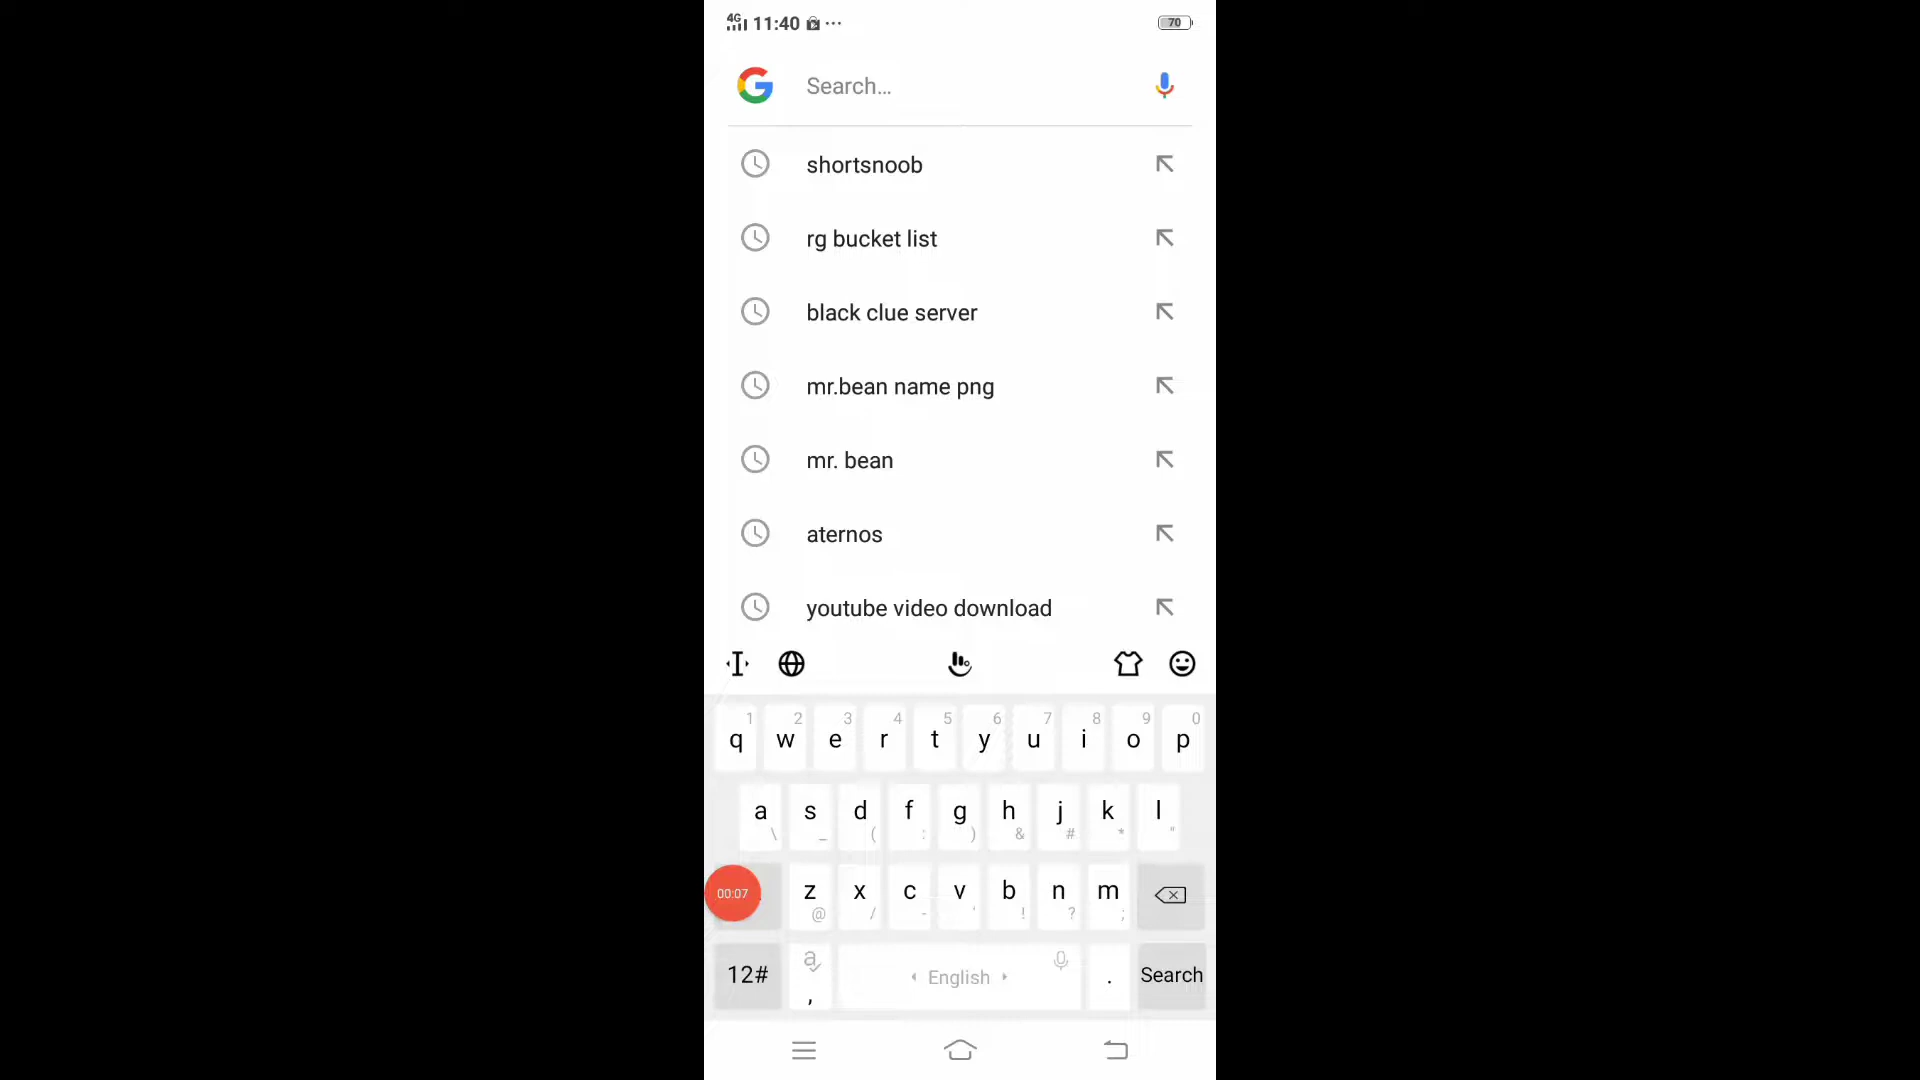 4G 11:40 ... 70
Search...
shortsnoob
rg bucket list
black clue server
mr.bean name png
mr. bean
aternos
youtube video download
1 2 3 4 5 6 7 8 9 0
q w e r t y u i o p
a s d f g h j k l
\ _ ( : ) & # * "
00:07 z x c v b n m
@ / - ' ! ? ;
12# a , English . Search